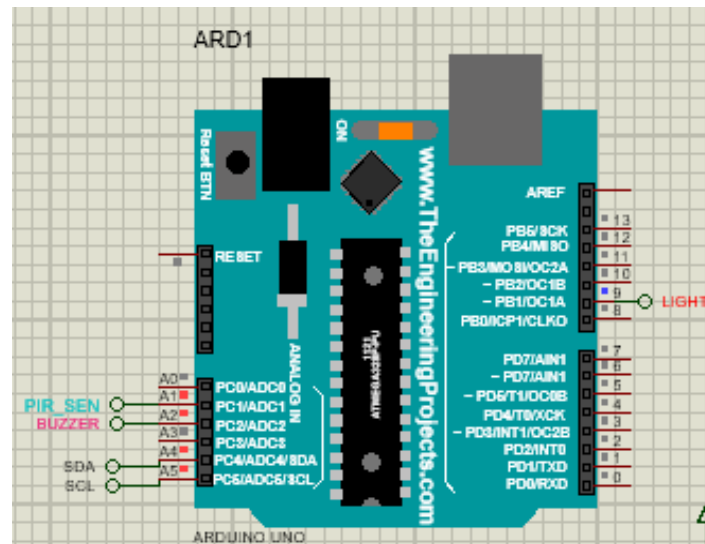 ARD1
ON
Reset BTN
www.TheEngineeringProjects.com
AREF
RESET
PB5/SCK
13
PB4/MISO
12
~ PB3/MOSI/OC2A
11
~ PB2/OC1B
10
~ PB1/OC1A
9
LIGHT
PB0/ICP1/CLKO
8
ANALOG IN
1121
PD7/AIN1
7
~ PD7/AIN1
6
~ PD5/T1/OC0B
5
PD4/T0/XCK
4
~ PD3/INT1/OC2B
3
PD2/INT0
2
PD1/TXD
1
PD0/RXD
0
A0
PC0/ADC0
PIR_SEN
A1
PC1/ADC1
BUZZER
A2
PC2/ADC2
A3
PC3/ADC3
SDA
A4
PC4/ADC4/SDA
SCL
A5
PC5/ADC5/SCL
ARDUINO UNO